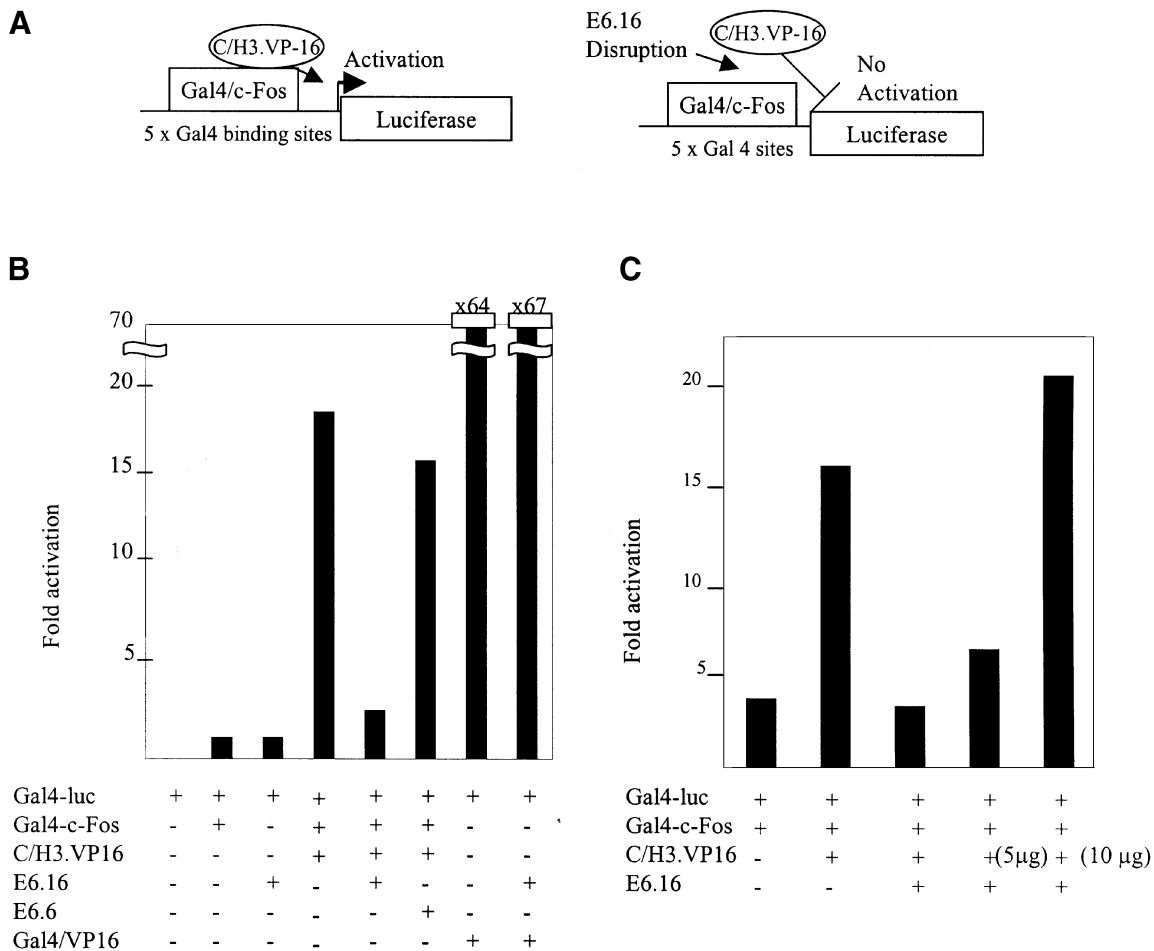 A
C/H3.VP-16
Activation
Gal4/c-Fos
5 x Gal4 binding sites
Luciferase
E6.16
Disruption
C/H3.VP-16
No
Activation
Gal4/c-Fos
5 x Gal 4 sites
Luciferase
B
x64 x67
70
20
15
10
5
Fold activation
Gal4-luc + + + + + + + +
Gal4-c-Fos - + - + + + - -
C/H3.VP16 - - - + + + - -
E6.16 - - + - + - - +
E6.6 - - - - - + - -
Gal4/VP16 - - - - - - + +
C
20
15
10
5
Fold activation
Gal4-luc + + + + +
Gal4-c-Fos + + + + +
C/H3.VP16 - + + +(5µg) + (10 µg)
E6.16 - - + + +